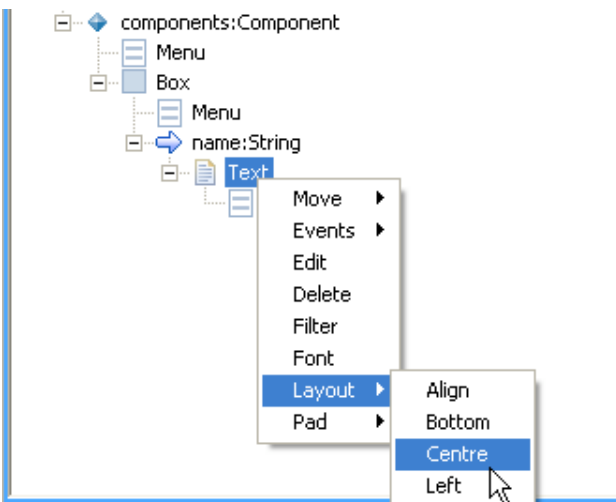 components:Component
Menu
Box
Menu
name:String
Text
Move
Events
Edit
Delete
Filter
Font
Layout
Pad
Align
Bottom
Centre
Left